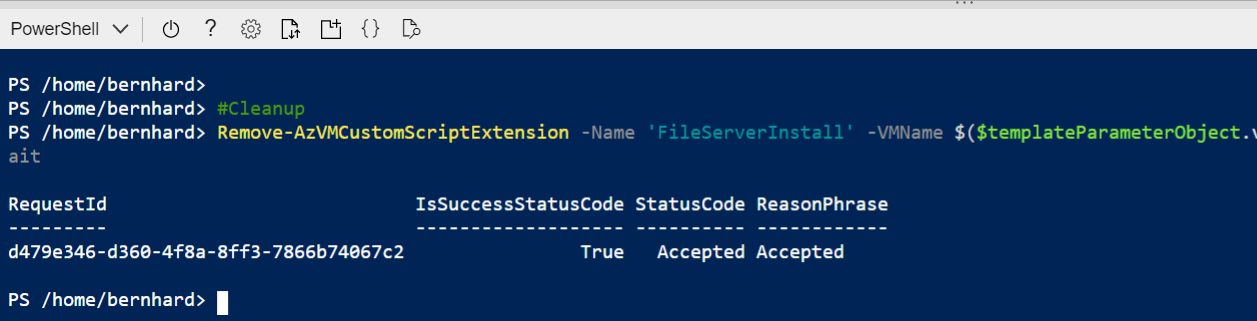 PowerShell ? {}
PS /home/bernhard>
PS /home/bernhard> #Cleanup
PS /home/bernhard> Remove-AzVMCustomScriptExtension -Name 'FileServerInstall' -VMName $($templateParameterObject.v
ait
RequestId IsSuccessStatusCode StatusCode ReasonPhrase
--------- ------------------- ---------- ------------
d479e346-d360-4f8a-8ff3-7866b74067c2 True Accepted Accepted
PS /home/bernhard>